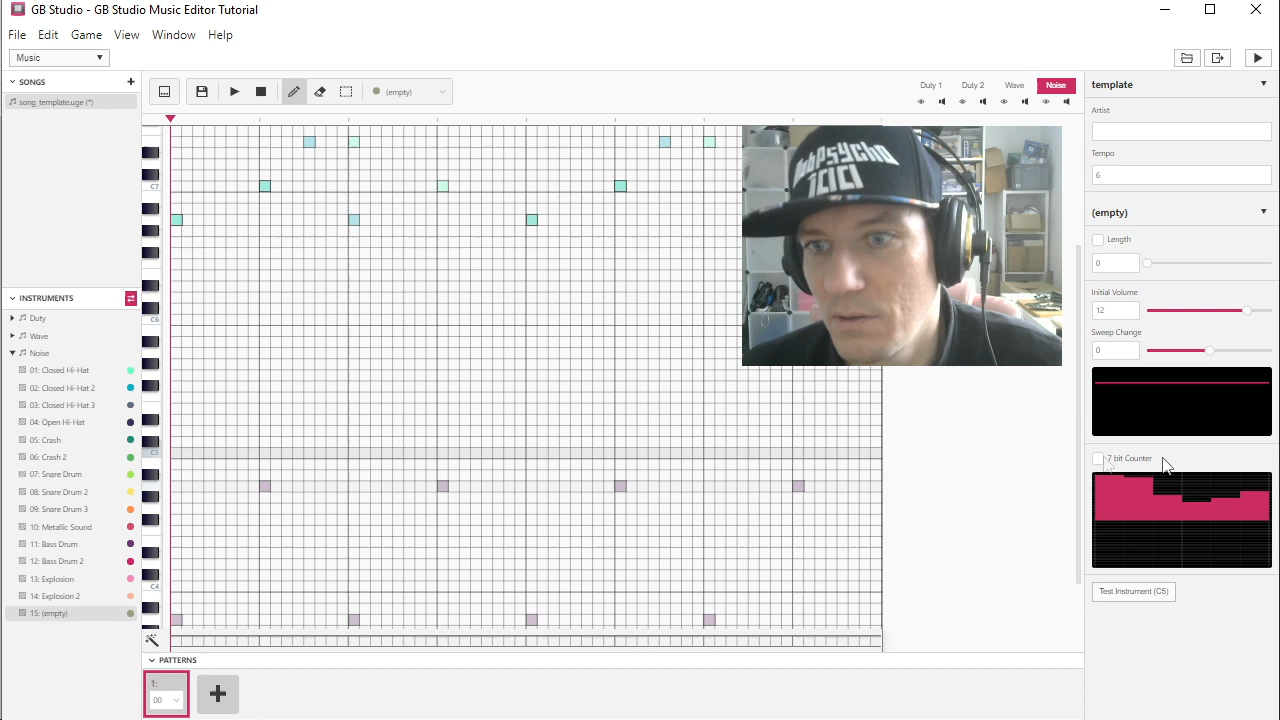 GB Studio - GB Studio Music Editor Tutorial
File Edit Game View Window Help
Music
SONGS
song_template.uge (*)
INSTRUMENTS
Duty
Wave
Noise
01: Closed Hi-Hat
02: Closed Hi-Hat 2
03: Closed Hi-Hat 3
04: Open Hi-Hat
05: Crash
06: Crash 2
07: Snare Drum
08: Snare Drum 2
09: Snare Drum 3
10: Metallic Sound
11: Bass Drum
12: Bass Drum 2
13: Explosion
14: Explosion 2
15: (empty)
(empty)
Duty 1 Duty 2 Wave Noise
C7
C6
C5
C4
PATTERNS
1:
00
template
Artist
Tempo
6
(empty)
Length
0
Initial Volume
12
Sweep Change
0
7 bit Counter
Test Instrument (C5)